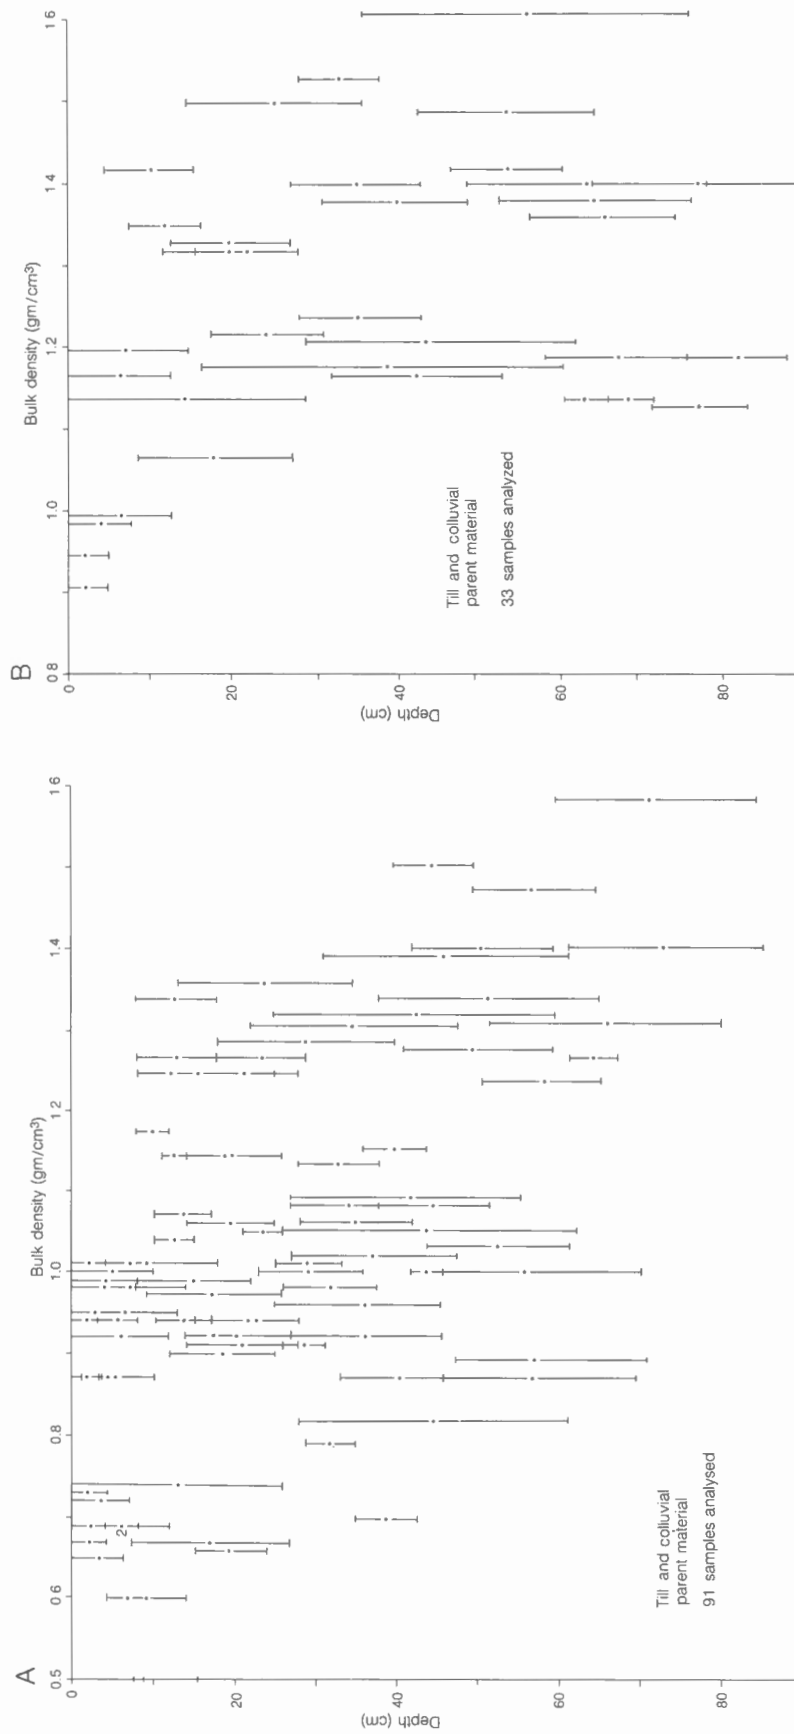 A
Bulk density (gm/cm³)
0.5
0.6
0.8
1.0
1.2
1.4
1 6
0
20
40
60
80
Depth (cm)
2
Till and colluvial
parent material
91 samples analysed
B
Bulk density (gm/cm³)
0.8
1.0
1.2
1.4
1 6
0
20
40
60
80
Depth (cm)
Till and colluvial
parent material
33 samples analyzed